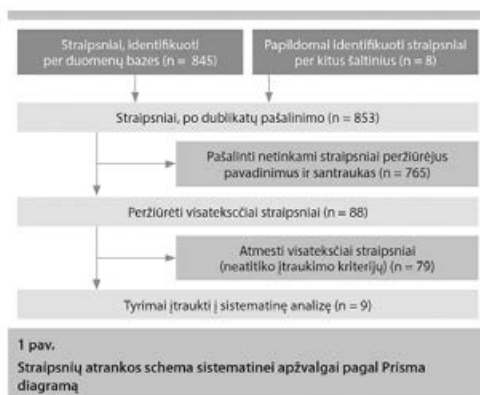 Straipsniai, identifikuoti
per duomenų bazes (n = 845)
Papildomai identifikuoti straipsniai
per kitus šaltinius (n = 8)
Straipsniai, po dublikatų pašalinimo (n = 853)
Pašalinti netinkami straipsniai peržiūrėjus
pavadinimus ir santraukas (n = 765)
Peržiūrėti visateksčciai straipsniai (n = 88)
Atmesti visateksčiai straipsniai
(neatitiko įtraukimo kriterijų) (n = 79)
Tyrimai įtraukti į sistematinę analizę (n = 9)
1 pav.
Straipsnių atrankos schema sistematinei apžvalgai pagal Prisma
diagramą